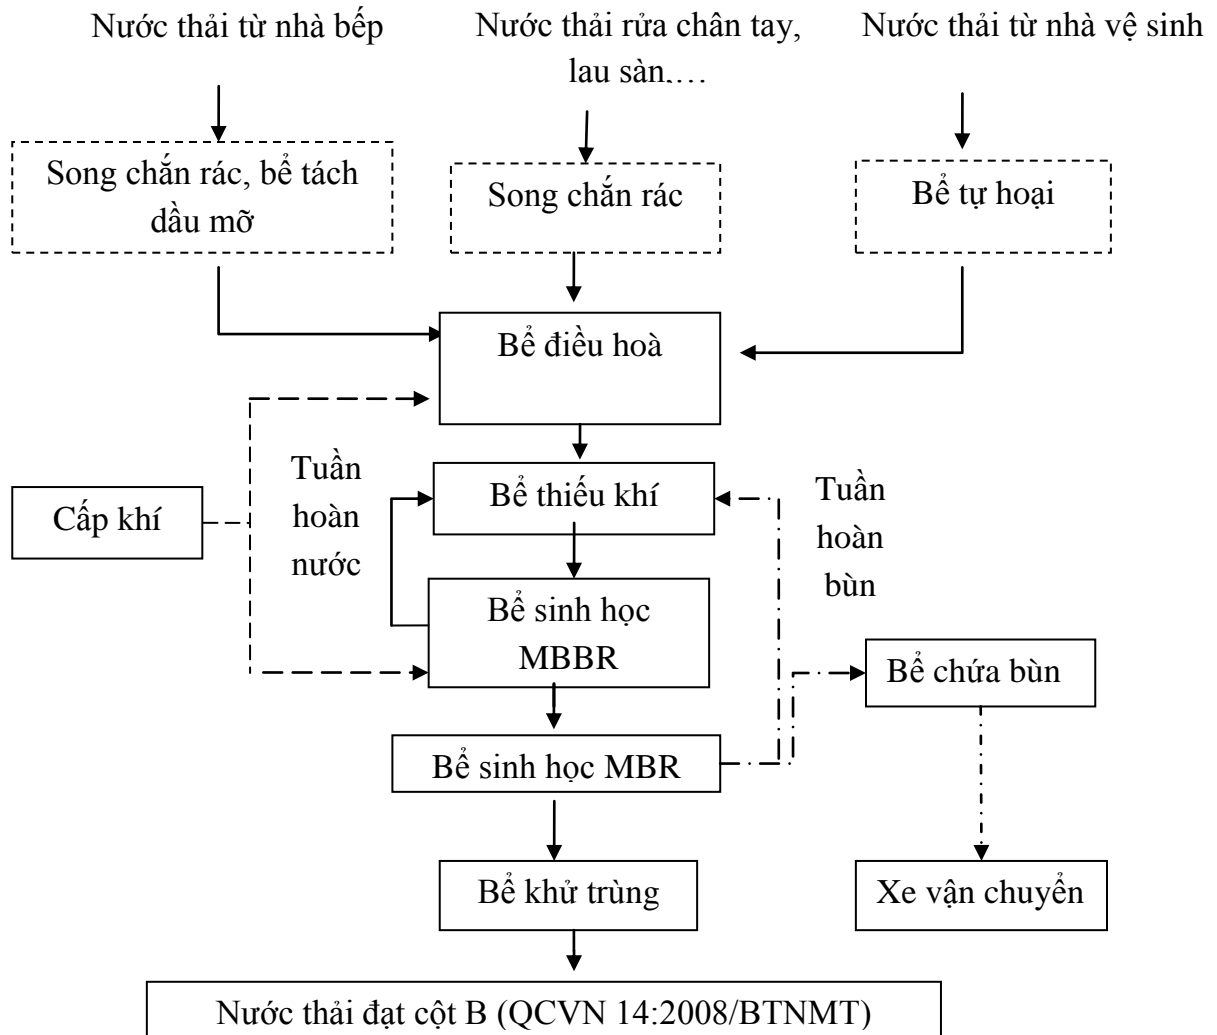 Nước thải từ nhà bếp
Nước thải rửa chân tay,
lau sàn,…
Nước thải từ nhà vệ sinh
Song chắn rác, bể tách
dầu mỡ
Song chắn rác
Bể tự hoại
Bể điều hoà
Cấp khí
Tuần
hoàn
nước
Bể thiếu khí
Tuần
hoàn
bùn
Bể sinh học
MBBR
Bể chứa bùn
Bể sinh học MBR
Bể khử trùng
Xe vận chuyển
Nước thải đạt cột B (QCVN 14:2008/BTNMT)